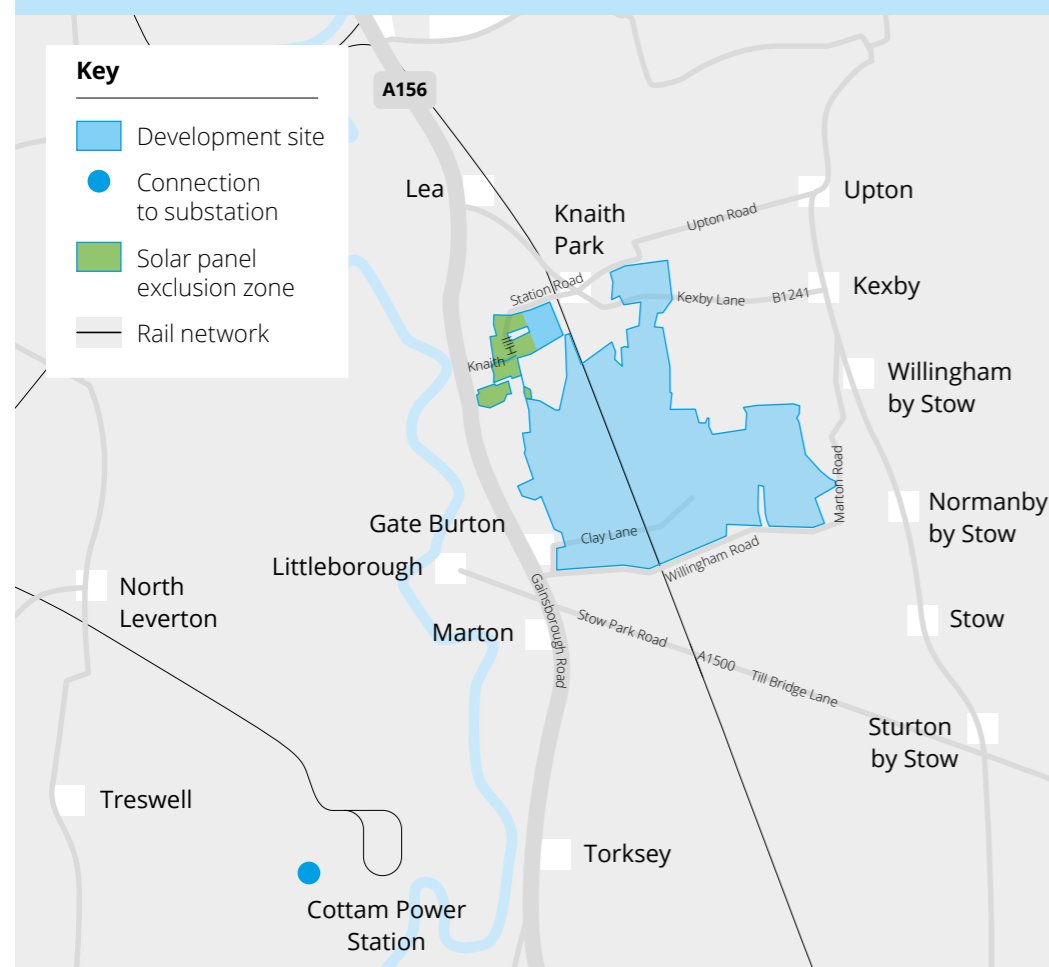 Key
Development site
Connection
to substation
Solar panel
exclusion zone
Rail network
A156
Lea
Knaith
Park
Upton Road
Upton
Station Road
Kexby Lane
B1241
Kexby
Knaith
Hill
Willingham
by Stow
Marton Road
Normanby
by Stow
Gate Burton
Clay Lane
Willingham Road
Littleborough
North
Leverton
Gainsborough Road
Marton
Stow Park Road
A1500
Till Bridge Lane
Stow
Sturton
by Stow
Treswell
Torksey
Cottam Power
Station